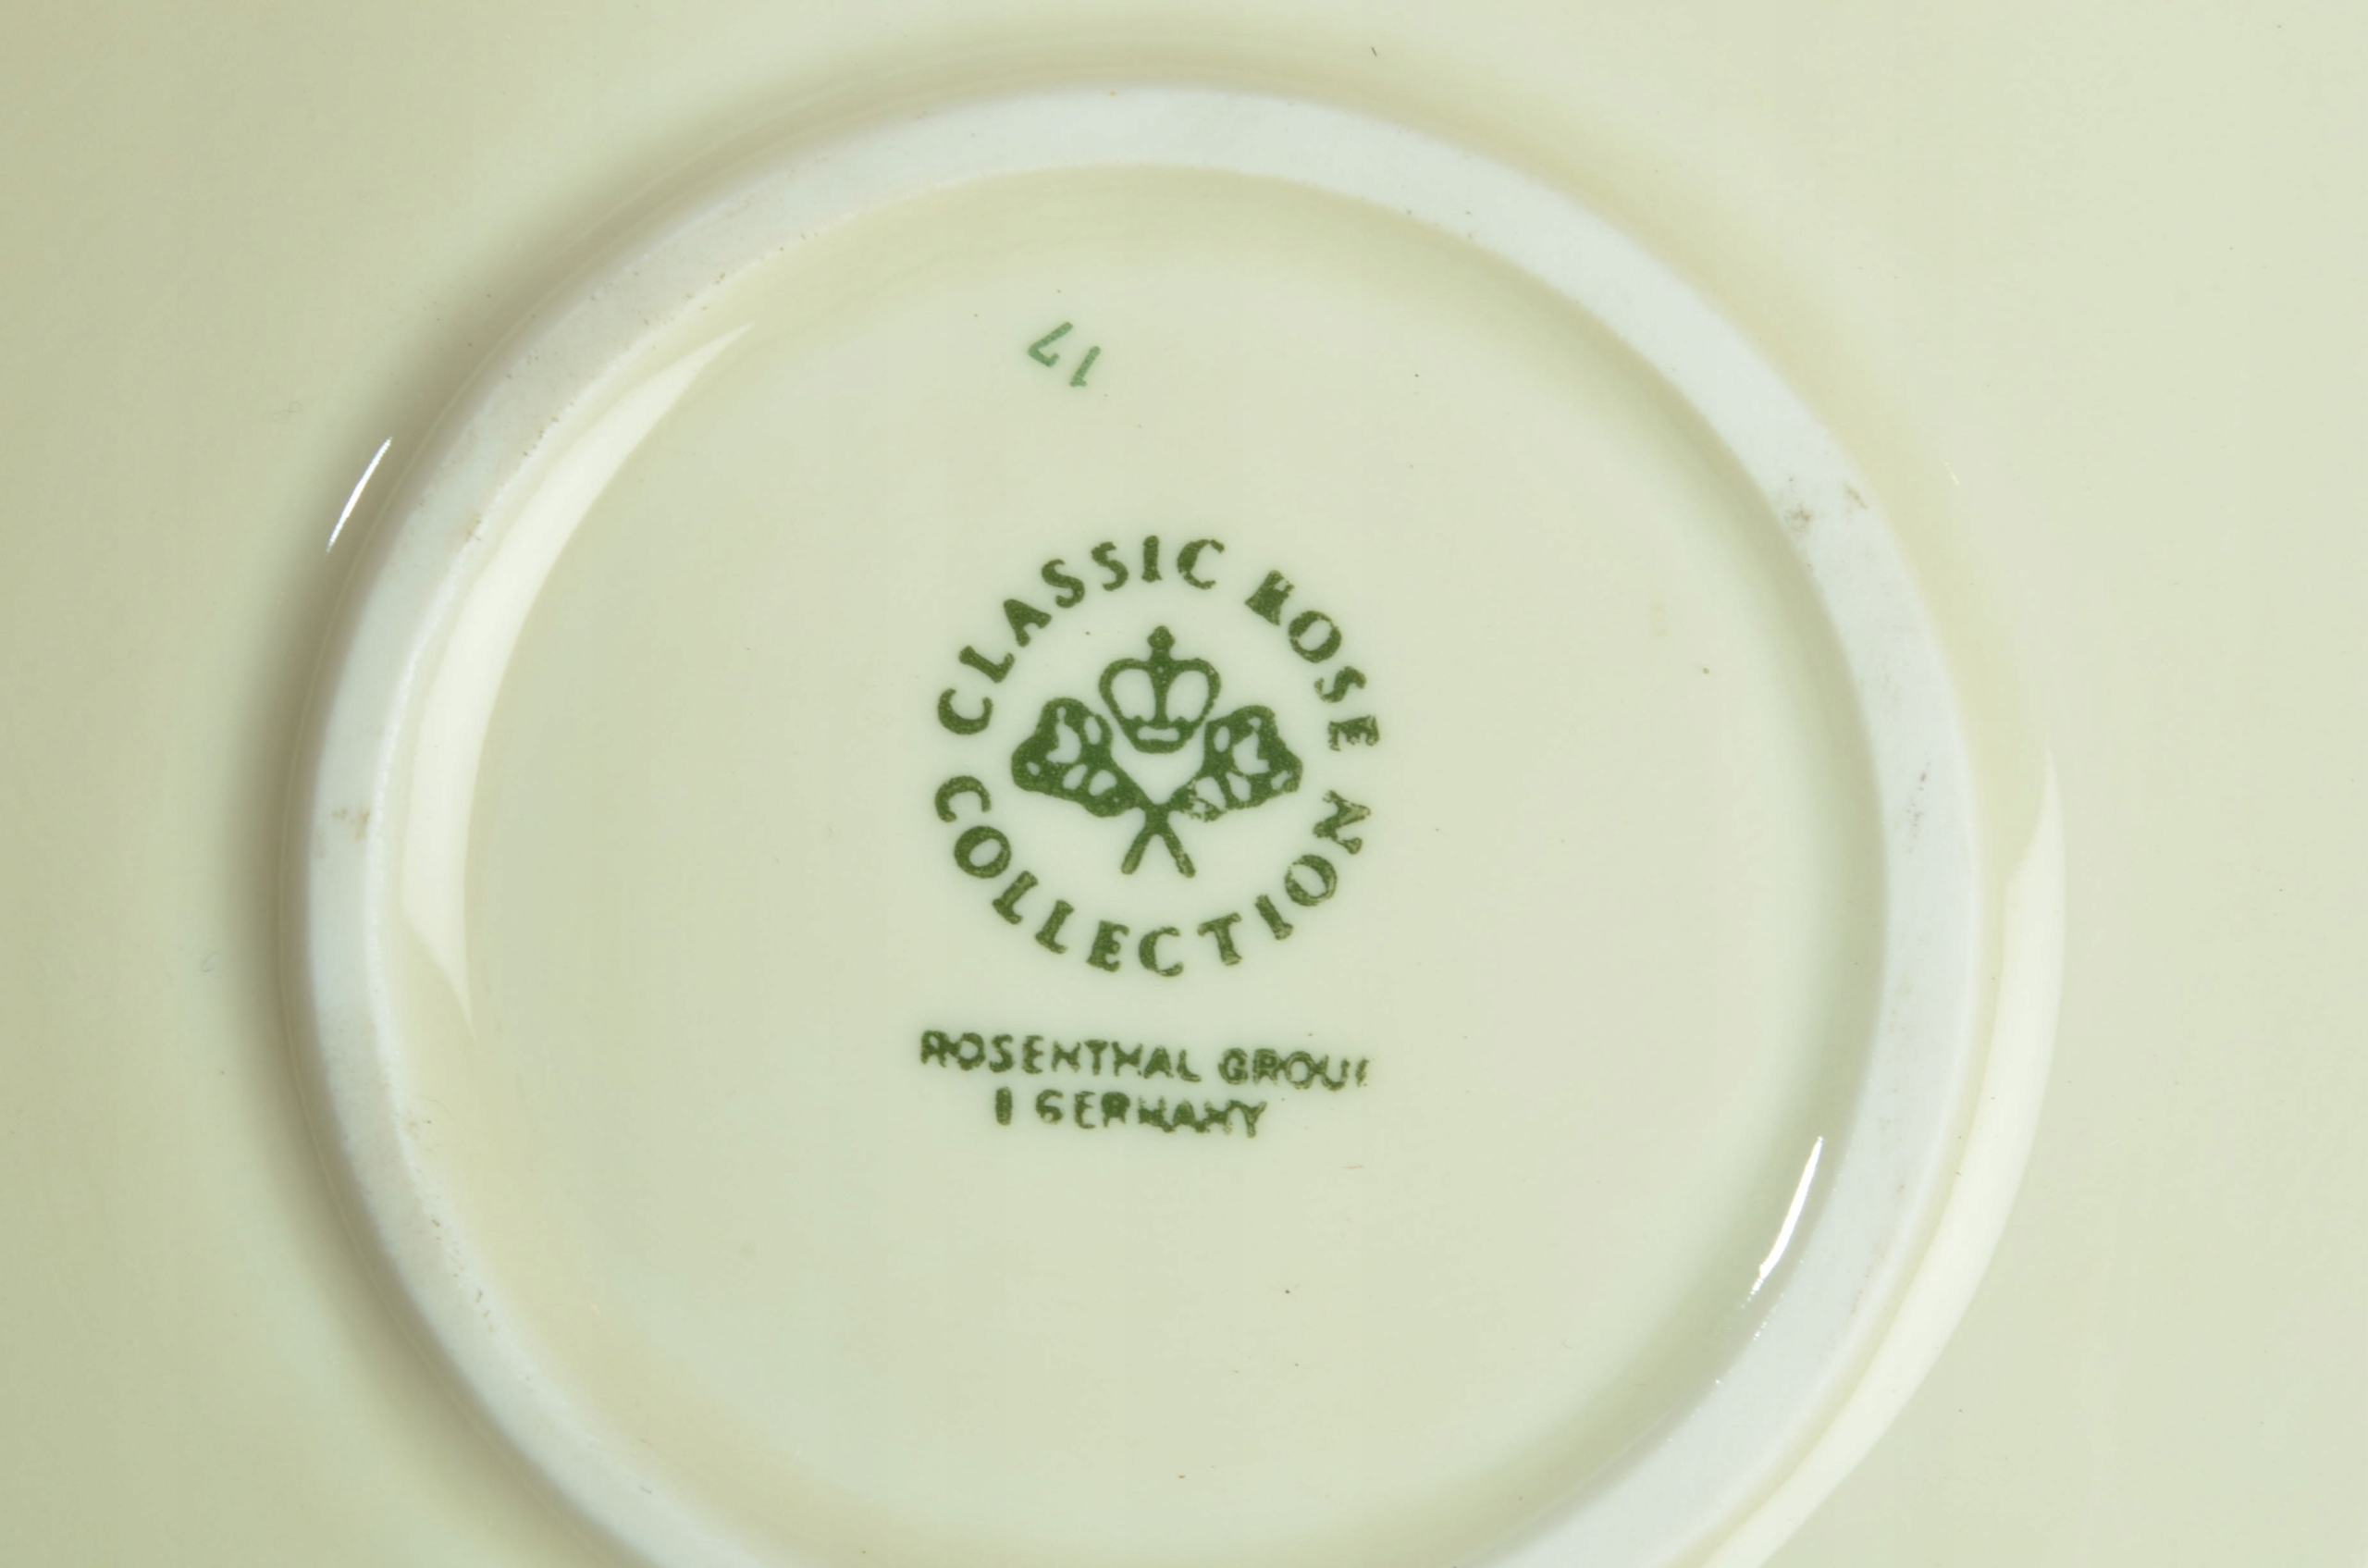 17
CLASSIC ROSE
COLLECTION
ROSENTHAL GROUP
GERMANY